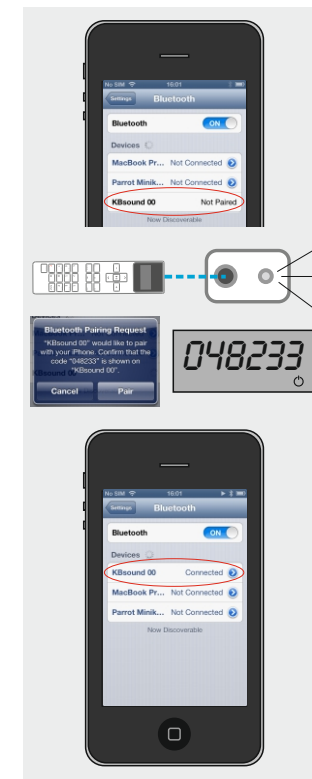 No SIM 16:01
Settings Bluetooth
Bluetooth ON
Devices
MacBook Pr... Not Connected
Parrot Minik... Not Connected
KBsound 00 Not Paired
Now Discoverable
Bluetooth Pairing Request
"KBsound 00" would like to pair
with your iPhone. Confirm that the
code "048233" is shown on
"KBsound 00".
Cancel Pair
048233
No SIM 16:01
Settings Bluetooth
Bluetooth ON
Devices
KBsound 00 Connected
MacBook Pr... Not Connected
Parrot Minik... Not Connected
Now Discoverable